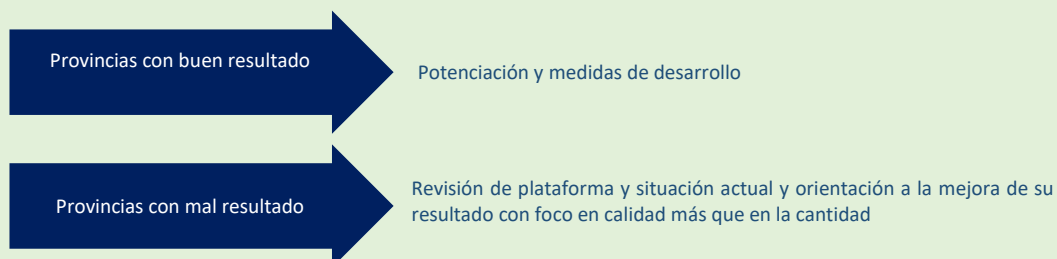 Provincias con buen resultado
Potenciación y medidas de desarrollo
Provincias con mal resultado
Revisión de plataforma y situación actual y orientación a la mejora de su
resultado con foco en calidad más que en la cantidad